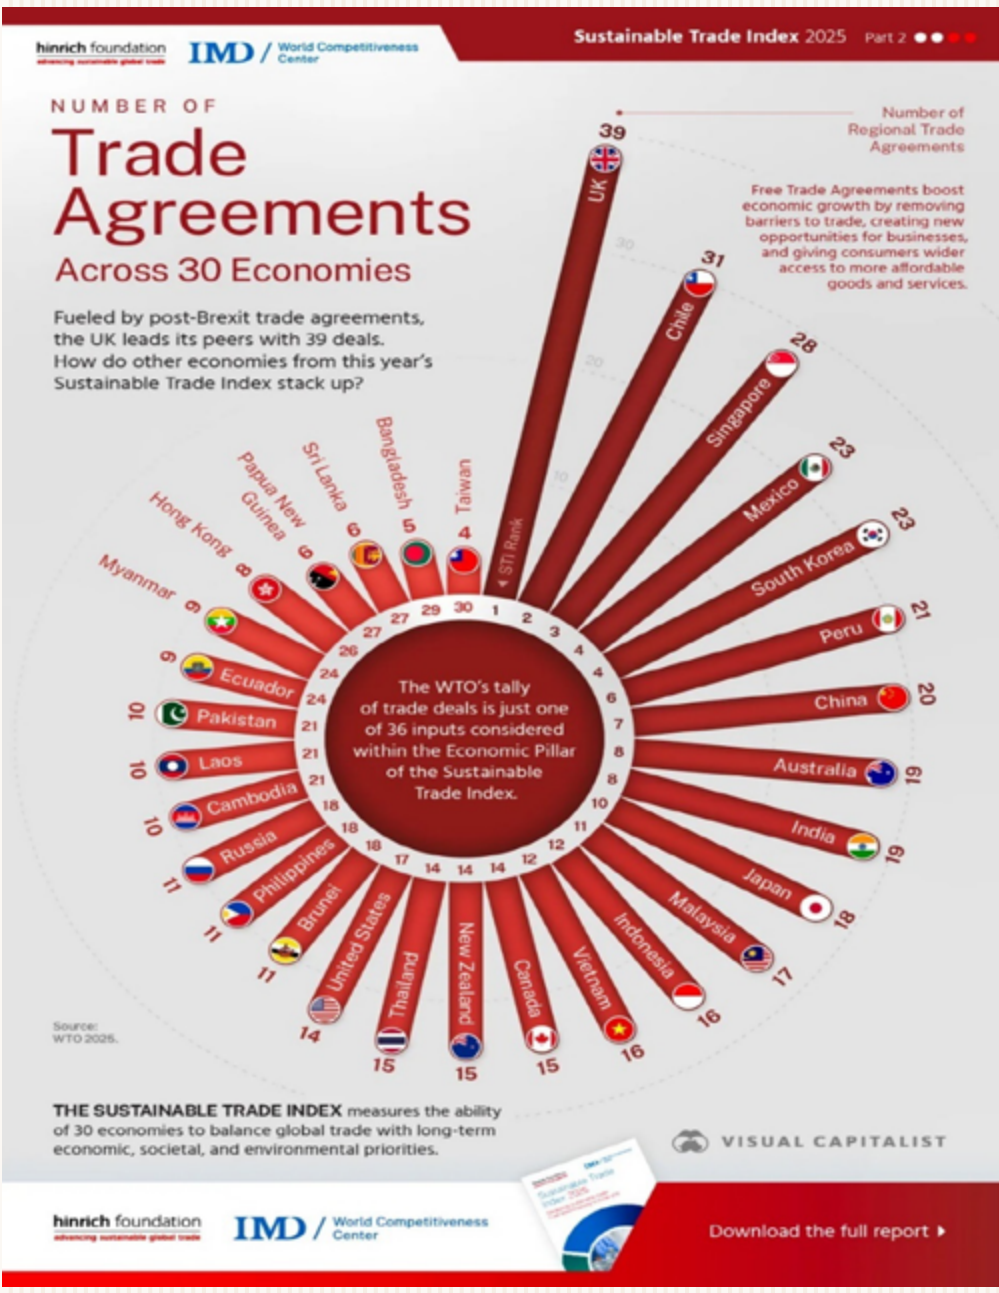 hinrich foundation
advancing sustainable global trade
IMD / World Competitiveness
Center
Sustainable Trade Index 2025 Part 2
NUMBER OF
Trade
Agreements
Across 30 Economies
Fueled by post-Brexit trade agreements,
the UK leads its peers with 39 deals.
How do other economies from this year's
Sustainable Trade Index stack up?
Number of
Regional Trade
Agreements
Free Trade Agreements boost
economic growth by removing
barriers to trade, creating new
opportunities for businesses,
and giving consumers wider
access to more affordable
goods and services.
30
20
10
◄ STI Rank
39 UK 1
31 Chile 2
28 Singapore 3
23 Mexico 4
23 South Korea 4
21 Peru 6
20 China 7
19 Australia 8
19 India 8
18 Japan 10
17 Malaysia 11
16 Indonesia 12
16 Vietnam 12
15 Canada 14
15 New Zealand 14
15 Thailand 14
14 United States 17
11 Brunei 18
11 Philippines 18
11 Russia 18
10 Cambodia 21
10 Laos 21
10 Pakistan 21
9 Ecuador 24
9 Myanmar 24
8 Hong Kong 26
6 Papua New
Guinea 27
6 Sri Lanka 27
5 Bangladesh 29
4 Taiwan 30
The WTO's tally
of trade deals is just one
of 36 inputs considered
within the Economic Pillar
of the Sustainable
Trade Index.
Source:
WTO 2025.
THE SUSTAINABLE TRADE INDEX measures the ability
of 30 economies to balance global trade with long-term
economic, societal, and environmental priorities.
VISUAL CAPITALIST
Sustainable Trade
Index 2025
hinrich foundation
advancing sustainable global trade
IMD / World Competitiveness
Center
Download the full report